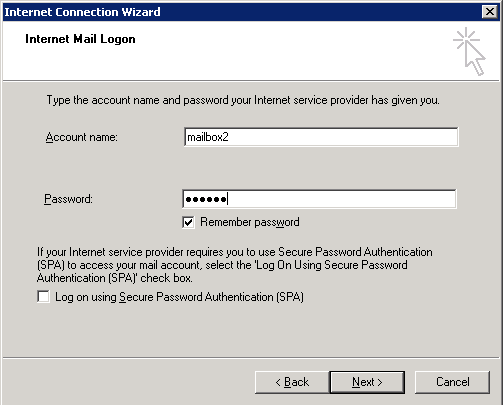 Internet Connection Wizard
Internet Mail Logon
Type the account name and password your Internet service provider has given you.
Account name:
mailbox2
Password:
●●●●●●
Remember password
If your Internet service provider requires you to use Secure Password Authentication
(SPA) to access your mail account, select the 'Log On Using Secure Password
Authentication (SPA)' check box.
Log on using Secure Password Authentication (SPA)
< Back
Next >
Cancel